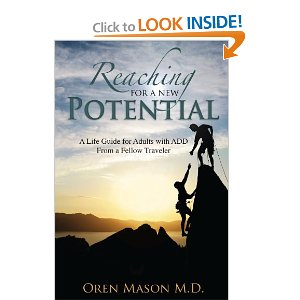 Click to
LOOK INSIDE!
Reaching
FOR A NEW
POTENTIAL
A Life Guide for Adults with ADD
From a Fellow Traveler
OREN MASON M.D.